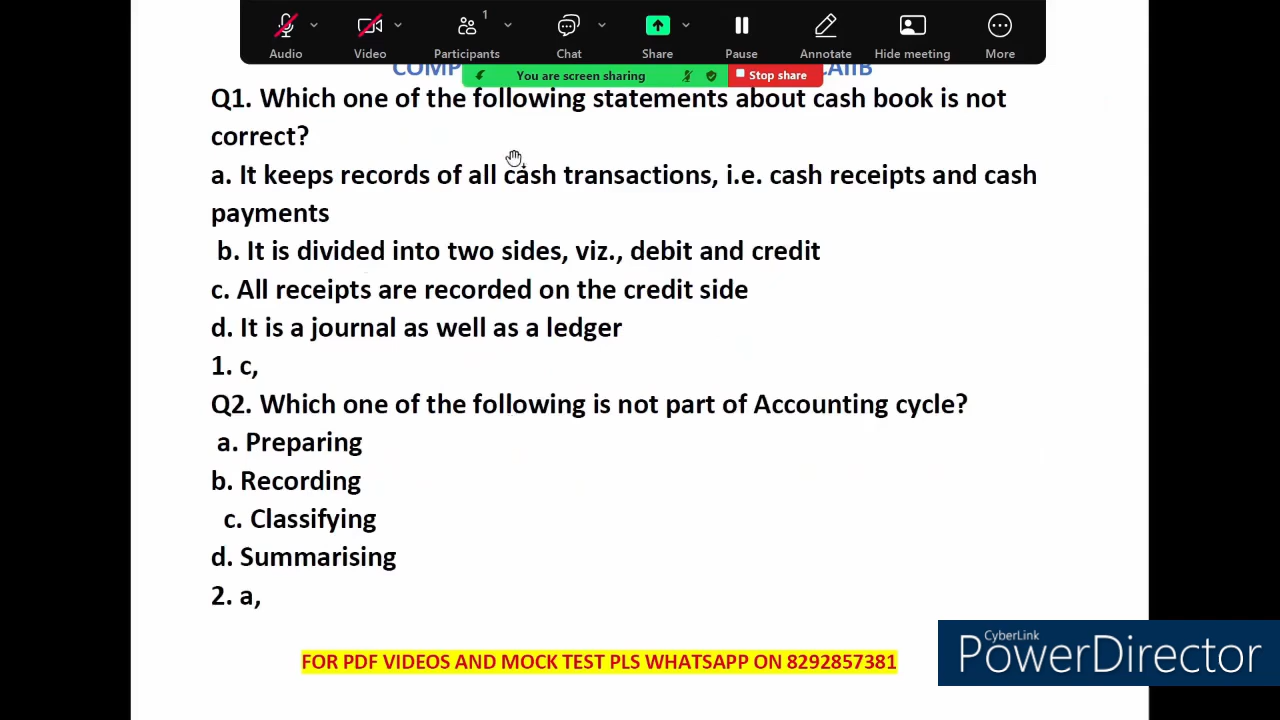 1
Audio Video Participants Chat Share Pause Annotate Hide meeting More
You are screen sharing Stop share
Q1. Which one of the following statements about cash book is not
correct?
a. It keeps records of all cash transactions, i.e. cash receipts and cash
payments
b. It is divided into two sides, viz., debit and credit
c. All receipts are recorded on the credit side
d. It is a journal as well as a ledger
1. c,
Q2. Which one of the following is not part of Accounting cycle?
a. Preparing
b. Recording
c. Classifying
d. Summarising
2. a,
FOR PDF VIDEOS AND MOCK TEST PLS WHATSAPP ON 8292857381
CyberLink
PowerDirector